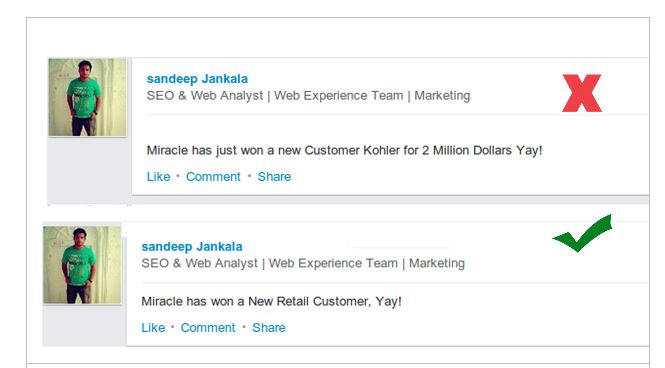 sandeep Jankala
SEO & Web Analyst | Web Experience Team | Marketing
Miracle has just won a new Customer Kohler for 2 Million Dollars Yay!
Like • Comment • Share
sandeep Jankala
SEO & Web Analyst | Web Experience Team | Marketing
Miracle has won a New Retail Customer, Yay!
Like • Comment • Share